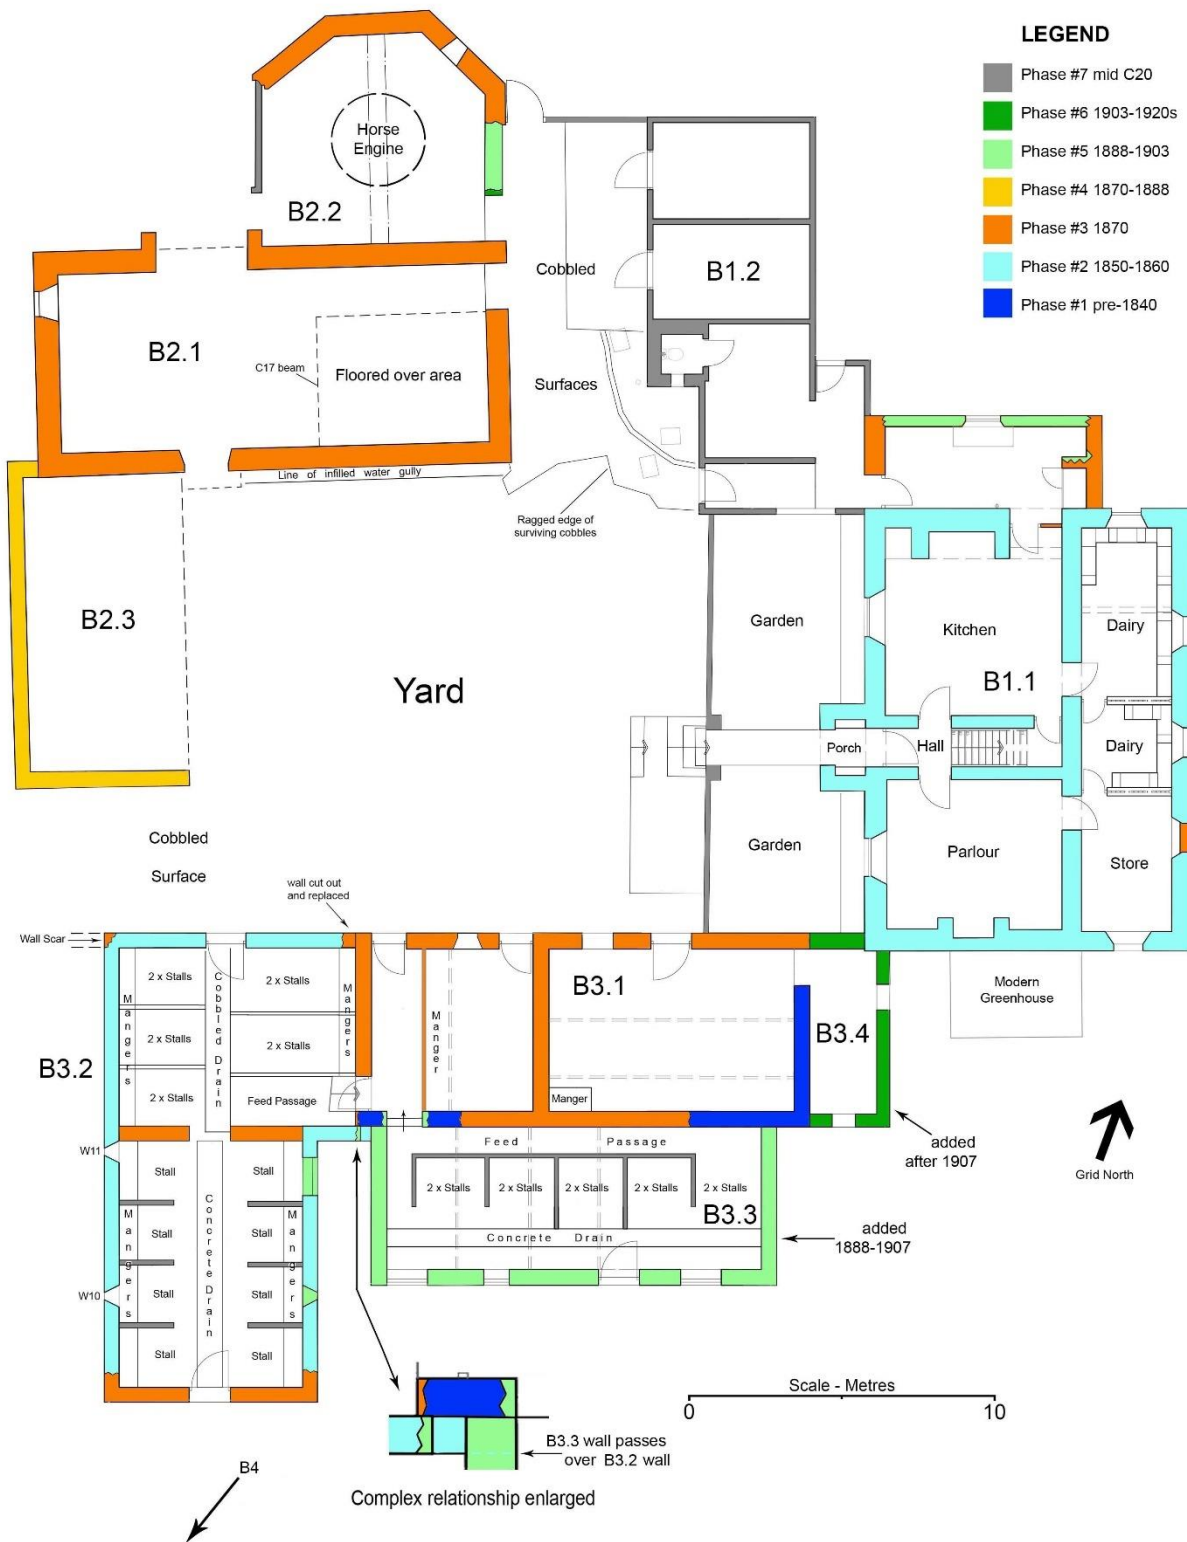 LEGEND
Phase #7 mid C20
Phase #6 1903-1920s
Phase #5 1888-1903
Phase #4 1870-1888
Phase #3 1870
Phase #2 1850-1860
Phase #1 pre-1840
Horse
Engine
B2.2
Cobbled
B1.2
B2.1
C17 beam
Floored over area
Surfaces
Line of infilled water gully
Ragged edge of
surviving cobbles
B2.3
Yard
Garden
Kitchen
Dairy
B1.1
Porch
Hall
Dairy
Garden
Parlour
Store
Cobbled
Surface
wall cut out
and replaced
Wall Scar
2 x Stalls
2 x Stalls
Mangers
Cobbled Drain
Mangers
2 x Stalls
2 x Stalls
B3.2
2 x Stalls
Feed Passage
Manger
B3.1
Manger
B3.4
Modern
Greenhouse
added
after 1907
Grid North
W11
Stall
Stall
Feed Passage
2 x Stalls
2 x Stalls
2 x Stalls
2 x Stalls
2 x Stalls
B3.3
Concrete Drain
added
1888-1907
Mangers
Concrete Drain
Mangers
Stall
Stall
W10
Stall
Stall
Stall
Stall
Scale - Metres
0
10
B3.3 wall passes
over B3.2 wall
Complex relationship enlarged
B4